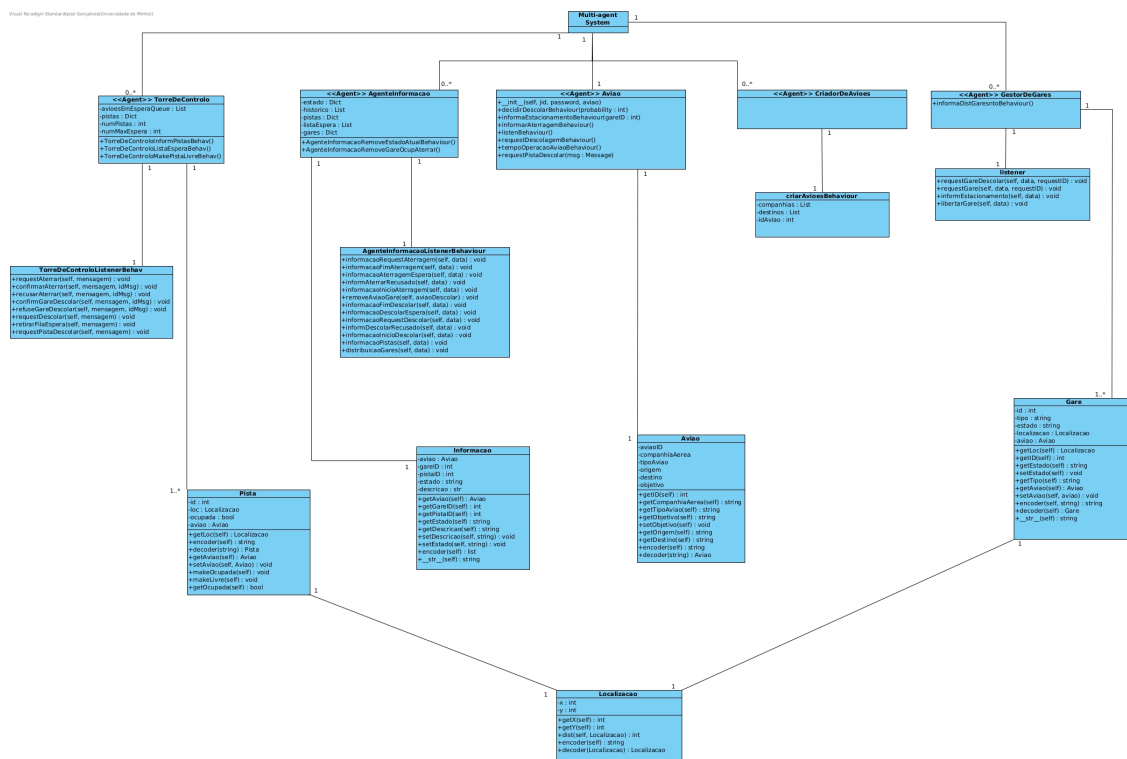 Visual Paradigm Standard(José Gonçalves(Universidade do Minho))
Multi-agent
System
1
1
1
1
0..*
<<Agent>> TorreDeControlo
-avioesEmEsperaQueue : List
-pistas : Dict
-numPistas : int
-numMaxEspera : int
+TorreDeControloInformPistasBehav()
+TorreDeControloListaEsperaBehav()
+TorreDeControloMakePistaLivreBehav()
1
1
0..*
<<Agent>> AgenteInformacao
-estado : Dict
-historico : List
-pistas : Dict
-listaEspera : List
-gares : Dict
+AgenteInformacaoRemoveEstadoAtualBehaviour()
+AgenteInformacaoRemoveGareOcupAterrar()
1
1
1
<<Agent>> Aviao
+__init__(self, jid, password, aviao)
+decidirDescolarBehaviour(probability : int)
+informaEstacionamentoBehaviour(gareID : int)
+informarAterragemBehaviour()
+listenBehaviour()
+requestDescolagemBehaviour()
+tempoOperacaoAviaoBehaviour()
+requestPistaDescolar(msg : Message)
1
0..*
<<Agent>> CriadorDeAvioes
1
0..*
<<Agent>> GestorDeGares
+informaDistGaresntoBehaviour()
1
1
1
listener
+requestGareDescolar(self, data, requestID) : void
+requestGare(self, data, requestID) : void
+informEstacionamento(self, data) : void
+libertarGare(self, data) : void
1
criarAvioesBehaviour
-companhias : List
-destinos : List
-idAviao : int
1
TorreDeControloListenerBehav
+requestAterrar(self, mensagem) : void
+confirmarAterrar(self, mensagem, idMsg) : void
+recusarAterrar(self, mensagem, idMsg) : void
+confirmGareDescolar(self, mensagem, idMsg) : void
+refuseGareDescolar(self, mensagem, idMsg) : void
+requestDescolar(self, mensagem) : void
+retirarFilaEspera(self, mensagem) : void
+requestPistaDescolar(self, mensagem) : void
1
AgenteInformacaoListenerBehaviour
+informacaoRequestAterragem(self, data) : void
+informacaoFimAterragem(self, data) : void
+informacaoAterragemEspera(self, data) : void
+informAterrarRecusado(self, data) : void
+informacaoInicioAterragem(self, data) : void
+removeAviaoGare(self, aviaoDescolar) : void
+informacaoFimDescolar(self, data) : void
+informacaoDescolarEspera(self, data) : void
+informacaoRequestDescolar(self, data) : void
+informDescolarRecusado(self, data) : void
+informacaoInicioDescolar(self, data) : void
+informacaoPistas(self, data) : void
+distribuicaoGares(self, data) : void
1..*
Gare
-id : int
-tipo : string
-estado : string
-localizacao : Localizacao
-aviao : Aviao
+getLoc(self) : Localizacao
+getID(self) : int
+getEstado(self) : string
+setEstado(self) : void
+getTipo(self) : string
+getAviao(self) : Aviao
+setAviao(self, aviao) : void
+encoder(self, string) : string
+decoder(self) : Gare
+__str__(self) : string
1
1
Aviao
-aviaoID
-companhiaAerea
-tipoAviao
-origem
-destino
-objetivo
+getID(self) : int
+getCompanhiaAerea(self) : string
+getTipoAviao(self) : string
+getObjetivo(self) : string
+setObjetivo(self) : void
+getOrigem(self) : string
+getDestino(self) : string
+encoder(self) : string
+decoder(string) : Aviao
1
Informacao
-aviao : Aviao
-gareID : int
-pistaID : int
-estado : string
-descricao : str
+getAviao(self) : Aviao
+getGareID(self) : int
+getPistaID(self) : int
+getEstado(self) : string
+getDescricao(self) : string
+setDescricao(self, string) : void
+setEstado(self, string) : void
+encoder(self) : list
+__str__(self) : string
1..*
Pista
-id : int
-loc : Localizacao
-ocupada : bool
-aviao : Aviao
+getLoc(self) : Localizacao
+encoder(self) : string
+decoder(string) : Pista
+getAviao(self) : Aviao
+setAviao(self, Aviao) : void
+makeOcupada(self) : void
+makeLivre(self) : void
+getOcupada(self) : bool
1
1
1
Localizacao
-x : int
-y : int
+getX(self) : int
+getY(self) : int
+dist(self, Localizacao) : int
+encoder(self) : string
+decoder(Localizacao) : Localizacao